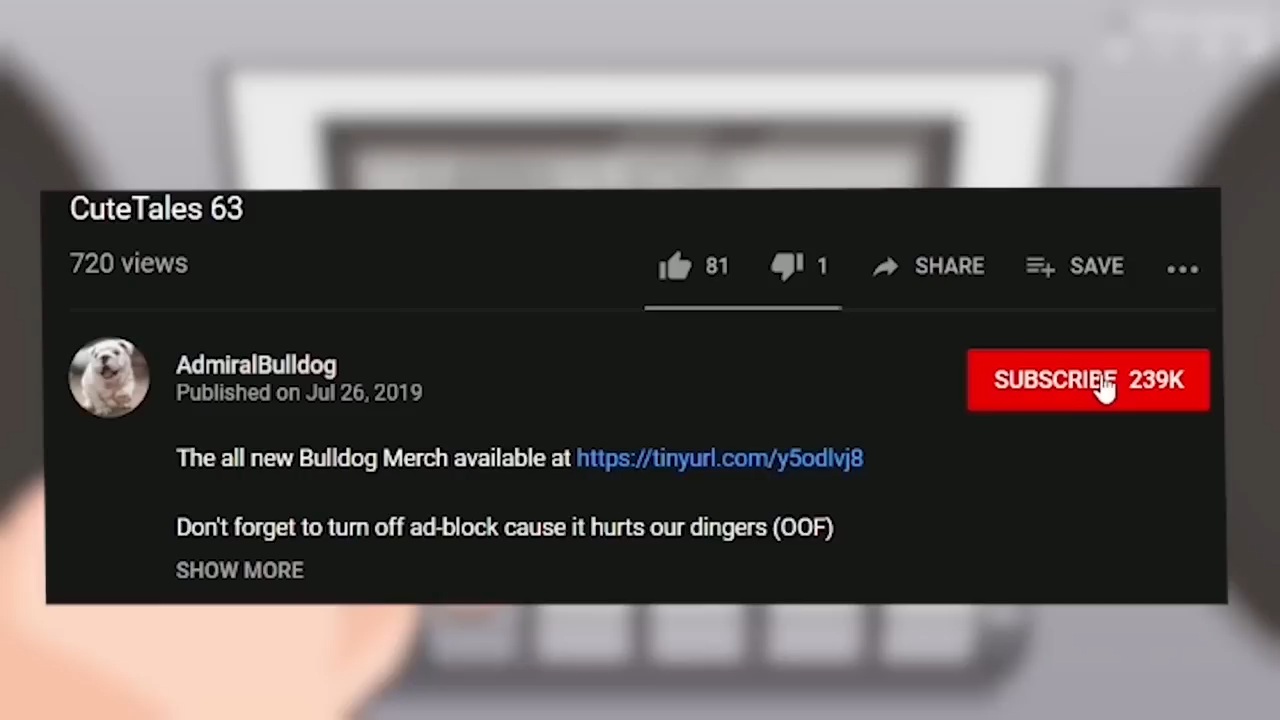 CuteTales 63
720 views
81 1 SHARE SAVE
AdmiralBulldog
Published on Jul 26, 2019
SUBSCRIBE 239K
The all new Bulldog Merch available at https://tinyurl.com/y5odlvj8
Don't forget to turn off ad-block cause it hurts our dingers (OOF)
SHOW MORE